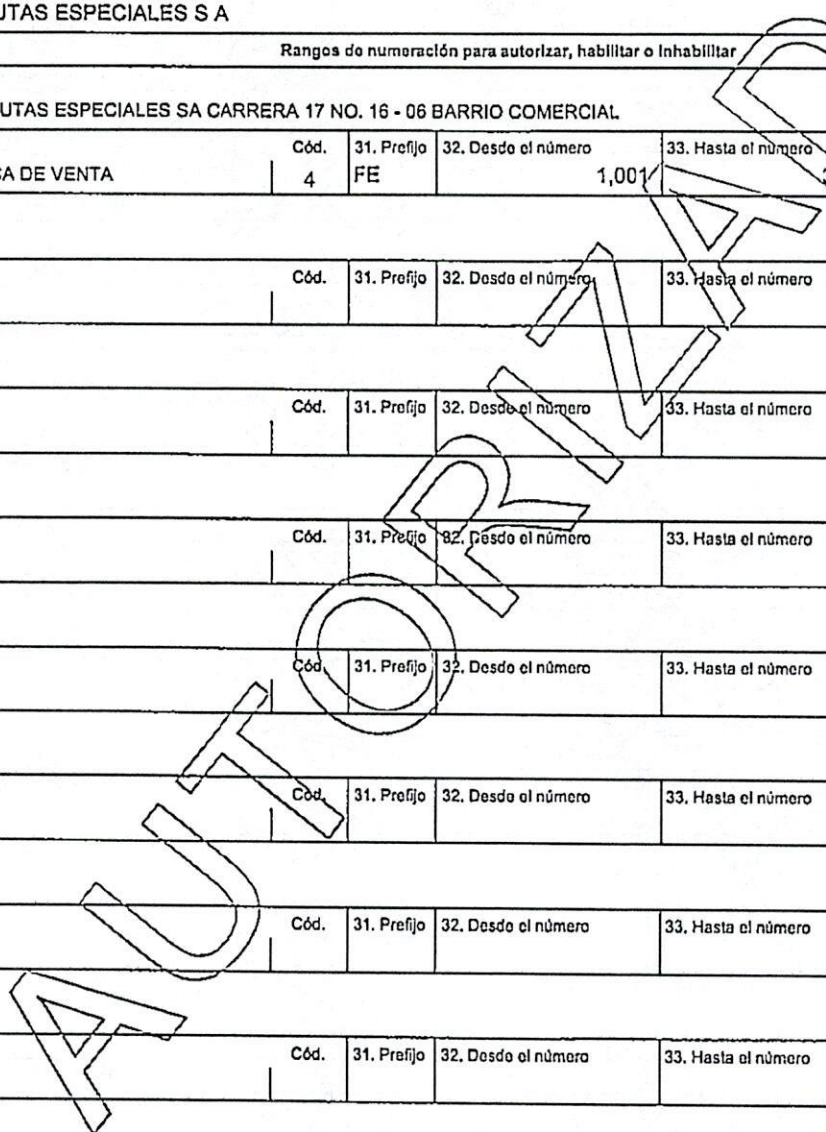 UTAS ESPECIALES S A
Rangos de numeración para autorizar, habilitar o inhabilitar
UTAS ESPECIALES SA CARRERA 17 NO. 16 - 06 BARRIO COMERCIAL
Cód. 31. Prefijo 32. Desde el número 33. Hasta el número
CA DE VENTA 4 FE 1,001
Cód. 31. Prefijo 32. Desde el número 33. Hasta el número
Cód. 31. Prefijo 32. Desde el número 33. Hasta el número
Cód. 31. Prefijo 32. Desde el número 33. Hasta el número
Cód. 31. Prefijo 32. Desde el número 33. Hasta el número
Cód. 31. Prefijo 32. Desde el número 33. Hasta el número
Cód. 31. Prefijo 32. Desde el número 33. Hasta el número
Cód. 31. Prefijo 32. Desde el número 33. Hasta el número
AUTORIZAD